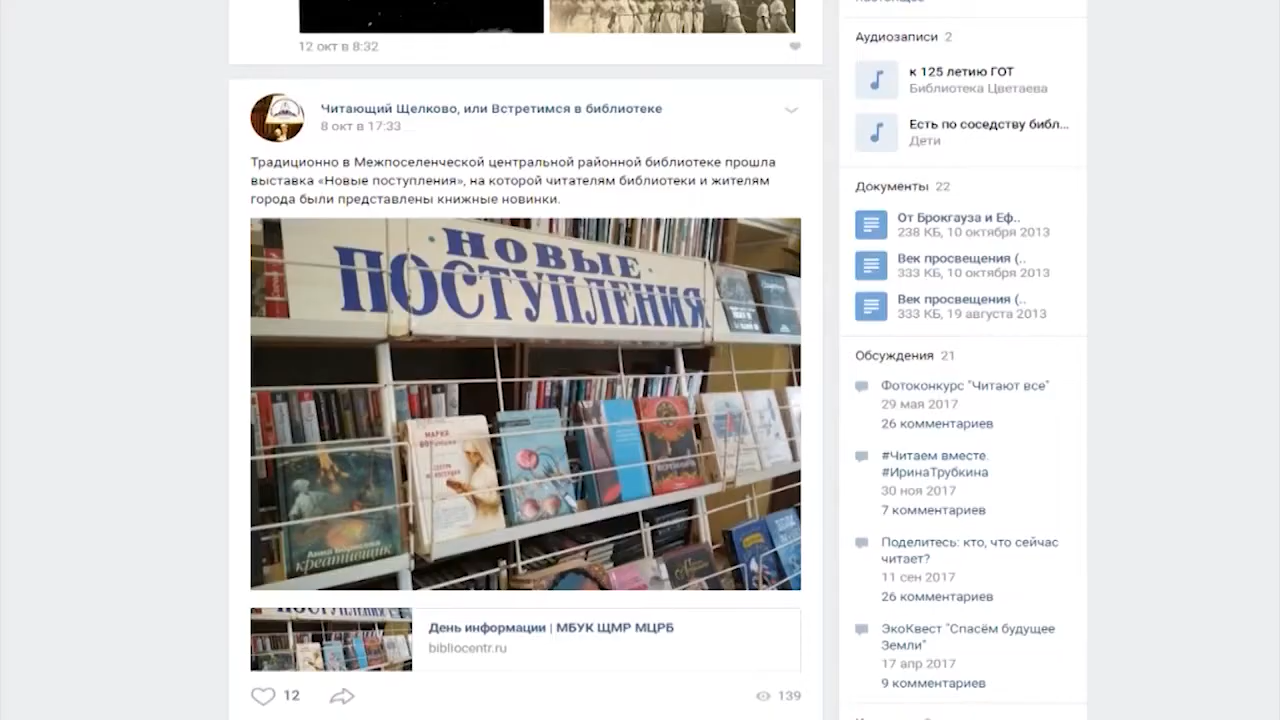 12 окт в 8:32
Читающий Щелково, или Встретимся в библиотеке
8 окт в 17:33
Традиционно в Межпоселенческой центральной районной библиотеке прошла
выставка «Новые поступления», на которой читателям библиотеки и жителям
города были представлены книжные новинки.
НОВЫЕ
ПОСТУПЛЕНИЯ
МАРИЯ
креативщик
День информации | МБУК ЩМР МЦРБ
bibliocentr.ru
12
139
Аудиозаписи 2
к 125 летию ГОТ
Библиотека Цветаева
Есть по соседству библ...
Дети
Документы 22
От Брокгауза и Еф..
238 КБ, 10 октября 2013
Век просвещения (..
333 КБ, 10 октября 2013
Век просвещения (..
333 КБ, 19 августа 2013
Обсуждения 21
Фотоконкурс "Читают все"
29 мая 2017
26 комментариев
#Читаем вместе.
#ИринаТрубкина
30 ноя 2017
7 комментариев
Поделитесь: кто, что сейчас
читает?
11 сен 2017
26 комментариев
ЭкоКвест "Спасём будущее
Земли"
17 апр 2017
9 комментариев